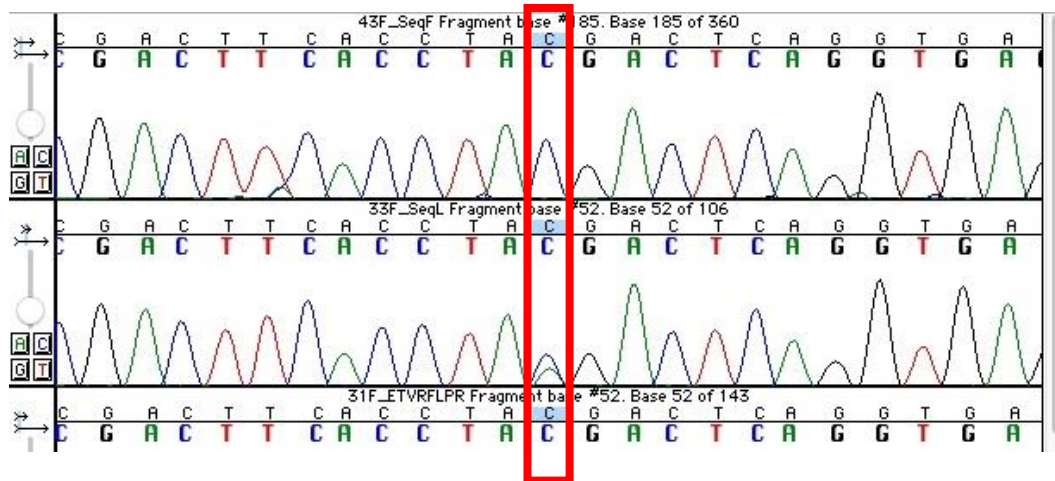 43F_SeqF Fragment base #185. Base 185 of 360
C G A C T T C A C C T A C G A C T C A G G T G A
C G A C T T C A C C T A C G A C T C A G G T G A
A C
G T
33F_SeqL Fragment base #52. Base 52 of 106
C G A C T T C A C C T A C G A C T C A G G T G A
C G A C T T C A C C T A C G A C T C A G G T G A
A C
G T
31F_ETVRFLPR Fragment base #52. Base 52 of 143
C G A C T T C A C C T A C G A C T C A G G T G A
C G A C T T C A C C T A C G A C T C A G G T G A